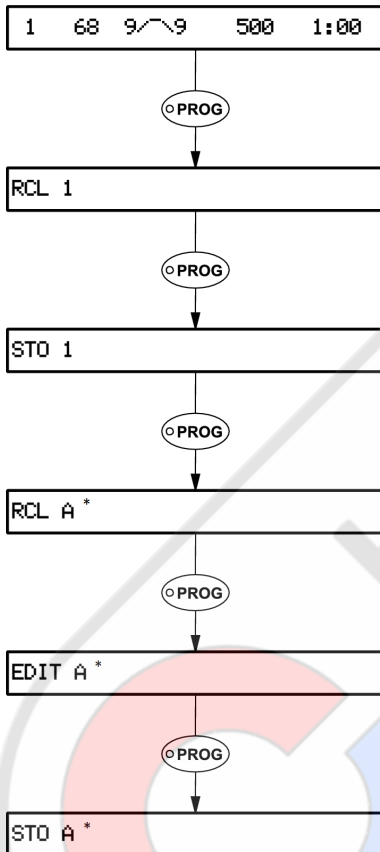 1 68 9/‾\9 500 1:00
PROG
RCL 1
PROG
STO 1
PROG
RCL A *
PROG
EDIT A *
PROG
STO A *